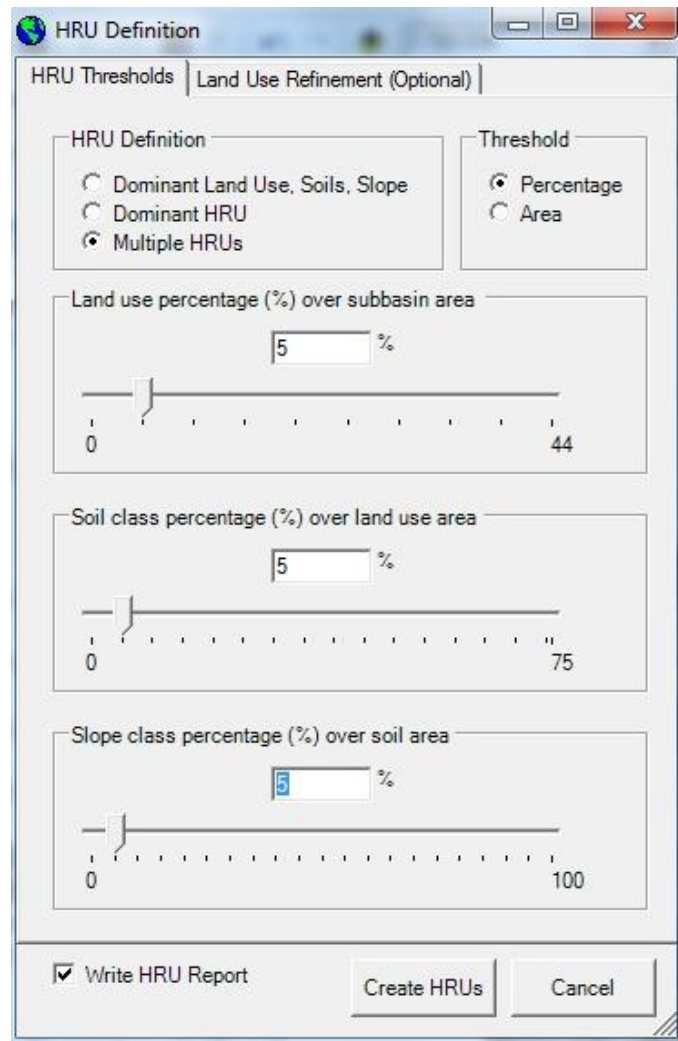 HRU Definition
HRU Thresholds
Land Use Refinement (Optional)
HRU Definition
Dominant Land Use, Soils, Slope
Dominant HRU
Multiple HRUs
Threshold
Percentage
Area
Land use percentage (%) over subbasin area
5 %
0 44
Soil class percentage (%) over land use area
5 %
0 75
Slope class percentage (%) over soil area
5 %
0 100
Write HRU Report
Create HRUs
Cancel